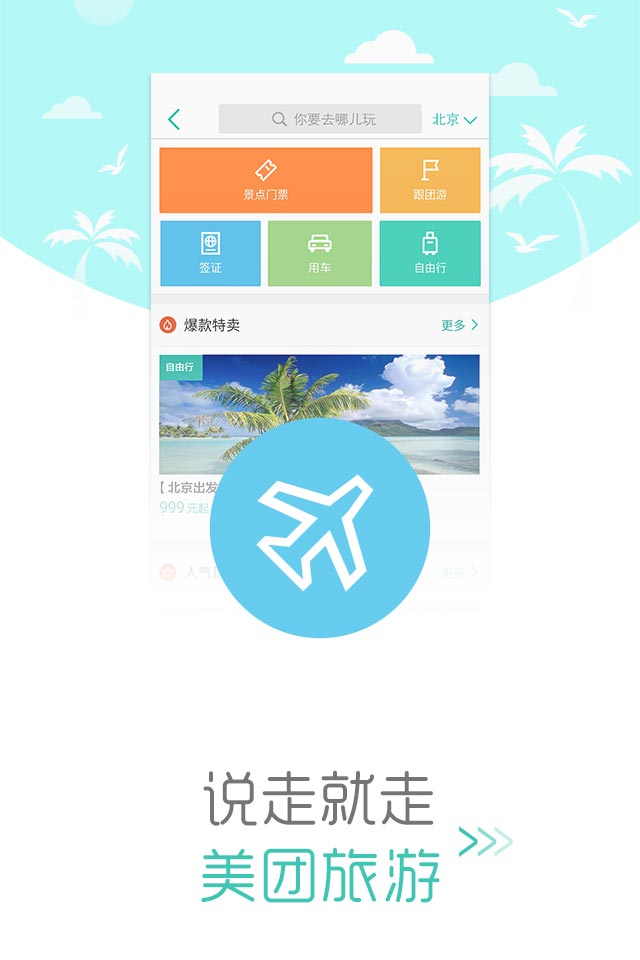 你要去哪儿玩
北京
景点门票
跟团游
签证
用车
自由行
爆款特卖
更多
自由行
【北京出发
999元起
人气
更多
说走就走
美团旅游